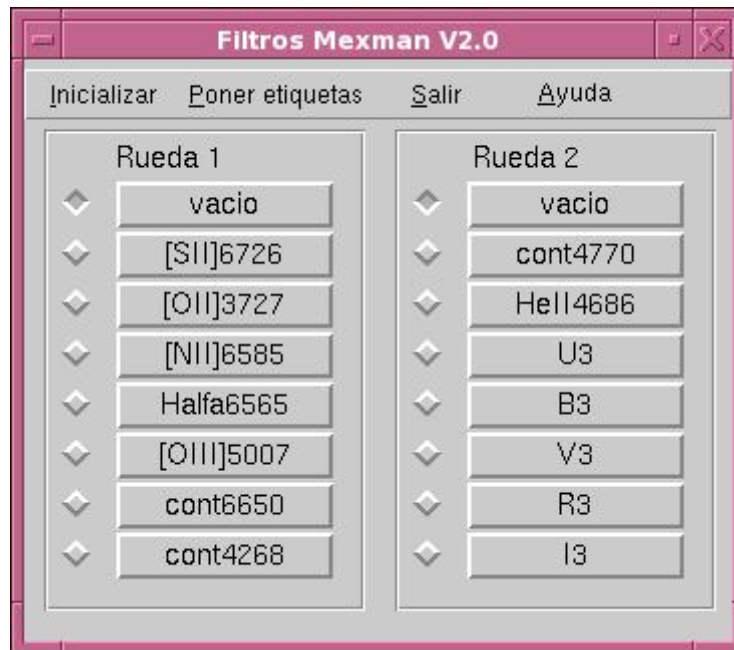 Filtros Mexman V2.0
Inicializar Poner etiquetas Salir Ayuda
Rueda 1
vacio
[SII]6726
[OII]3727
[NII]6585
Halfa6565
[OIII]5007
cont6650
cont4268
Rueda 2
vacio
cont4770
HeII4686
U3
B3
V3
R3
I3